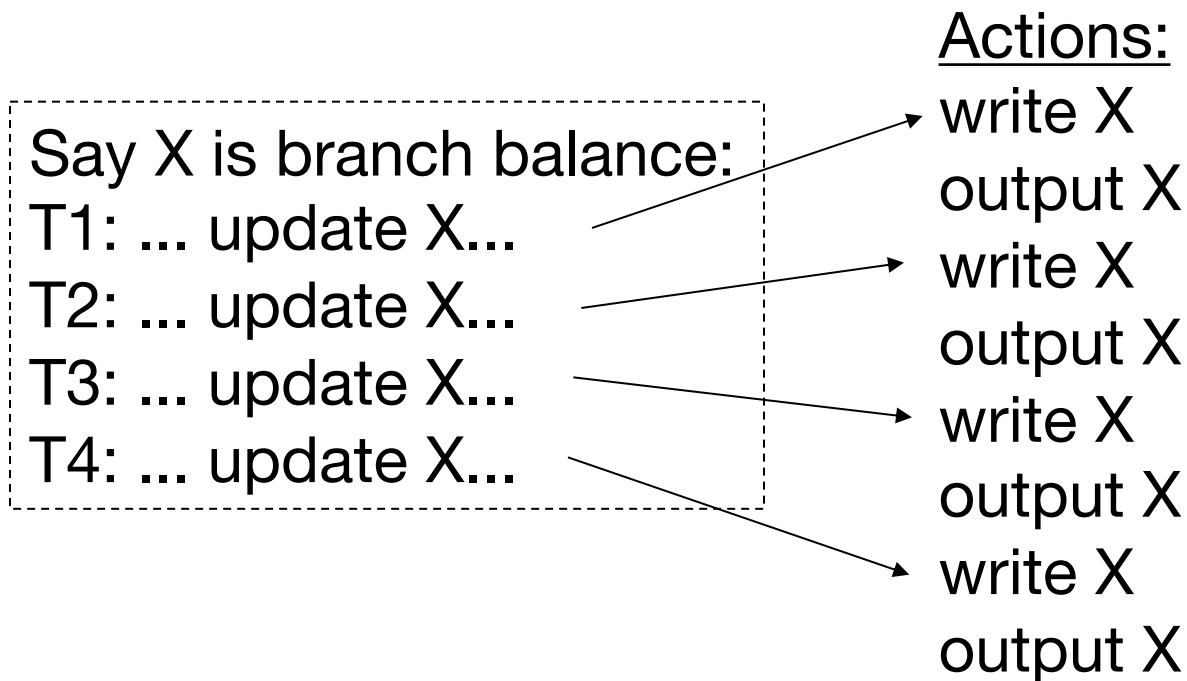 Say X is branch balance:
T1: ... update X...
T2: ... update X...
T3: ... update X...
T4: ... update X...
Actions:
write X
output X
write X
output X
write X
output X
write X
output X